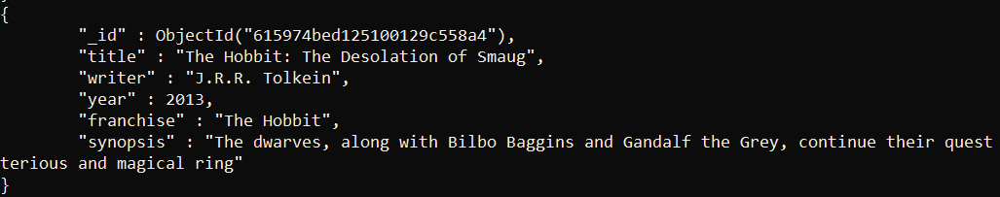 {
"_id" : ObjectId("615974bed125100129c558a4"),
"title" : "The Hobbit: The Desolation of Smaug",
"writer" : "J.R.R. Tolkein",
"year" : 2013,
"franchise" : "The Hobbit",
"synopsis" : "The dwarves, along with Bilbo Baggins and Gandalf the Grey, continue their quest
terious and magical ring"
}